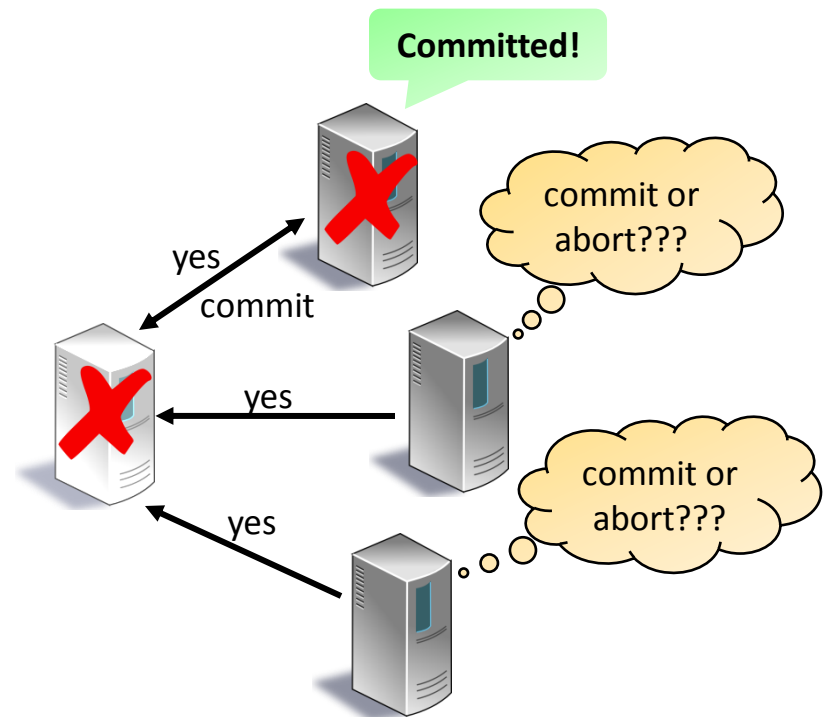 Committed!
commit or
abort???
yes
commit
yes
commit or
abort???
yes